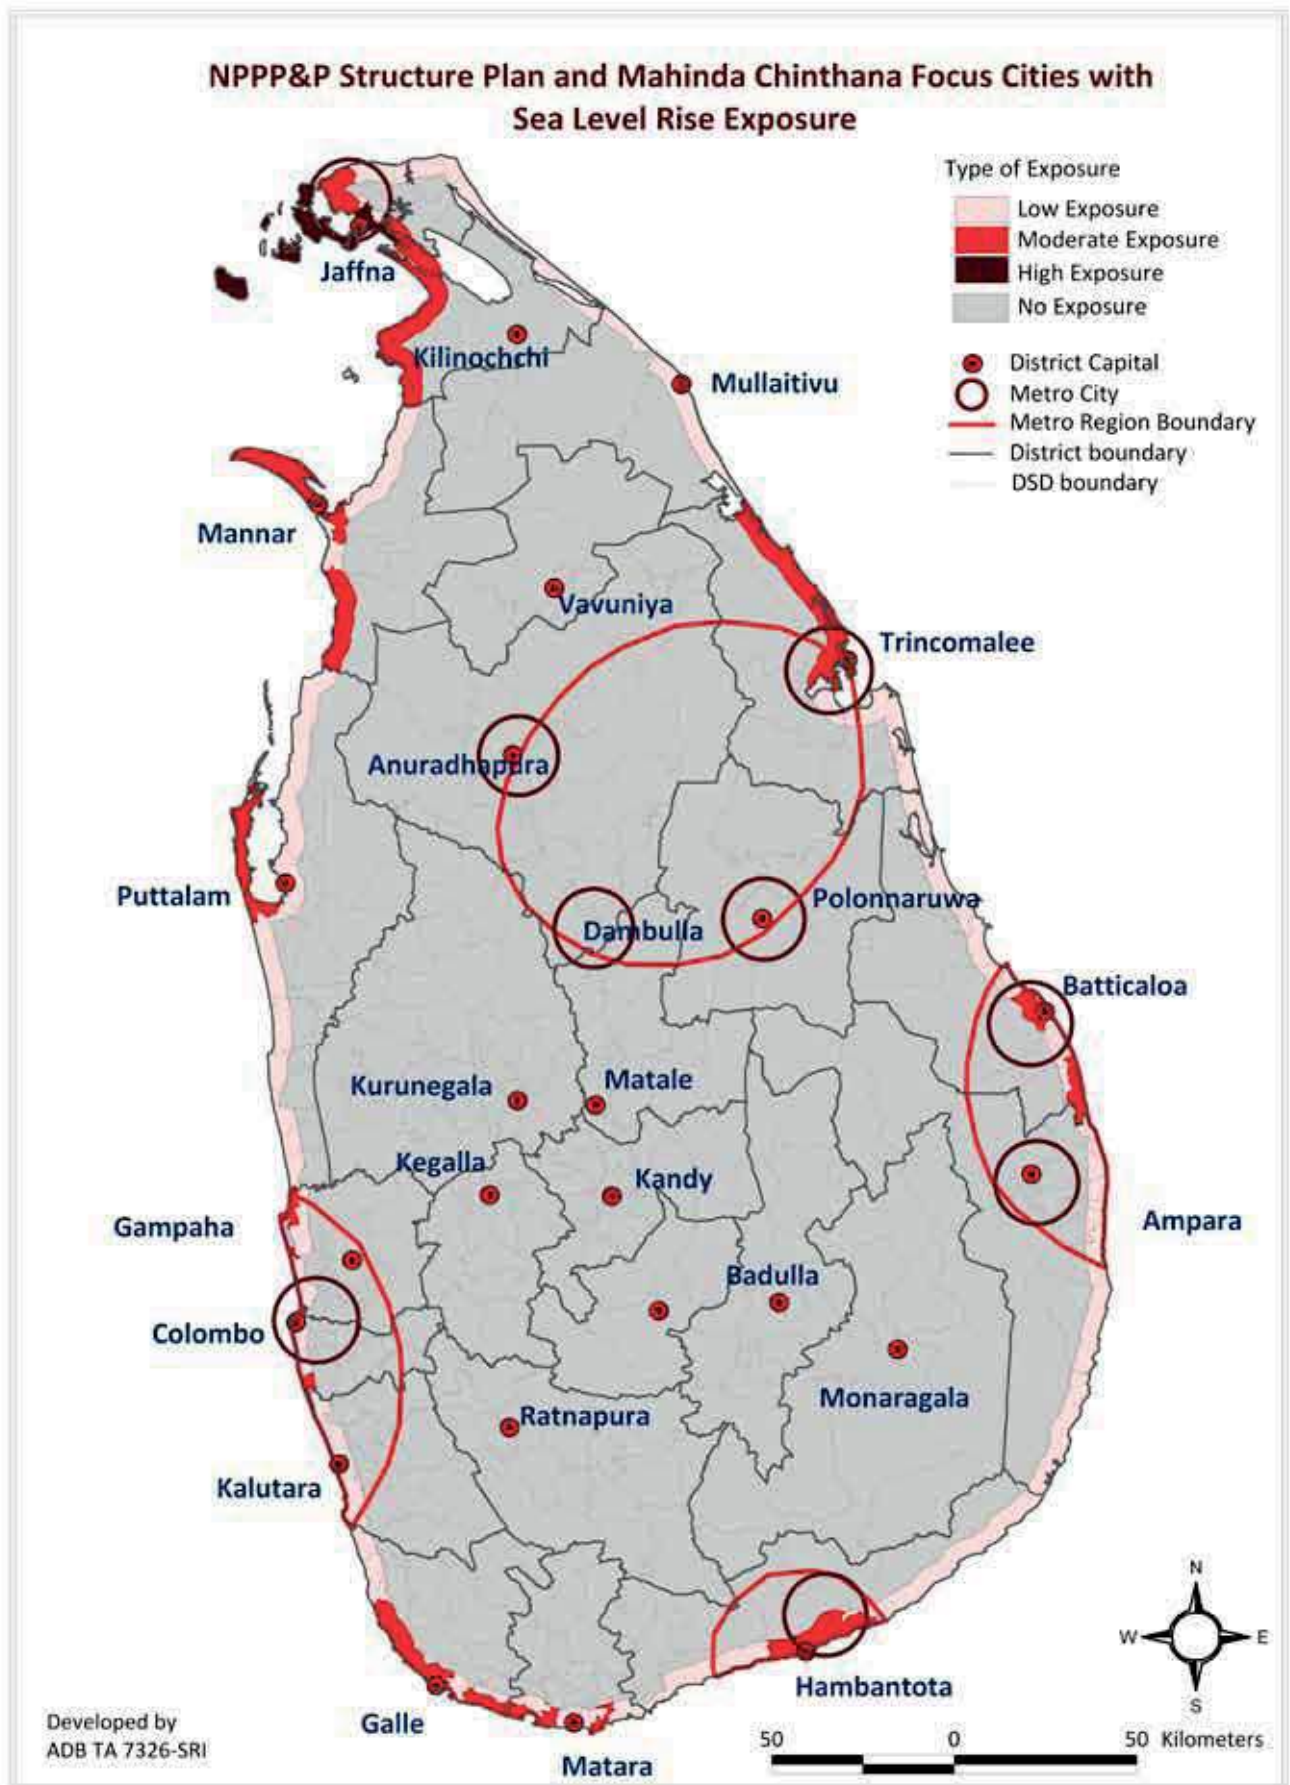 NPPP&P Structure Plan and Mahinda Chinthana Focus Cities with
Sea Level Rise Exposure
Type of Exposure
Low Exposure
Moderate Exposure
High Exposure
No Exposure
District Capital
Metro City
Metro Region Boundary
District boundary
DSD boundary
Jaffna
Kilinochchi
Mullaitivu
Mannar
Vavuniya
Trincomalee
Anuradhapura
Puttalam
Polonnaruwa
Dambulla
Batticaloa
Kurunegala
Matale
Kegalla
Kandy
Gampaha
Ampara
Badulla
Colombo
Monaragala
Ratnapura
Kalutara
Hambantota
Galle
Matara
N
W
E
S
Developed by
ADB TA 7326-SRI
50 0 50 Kilometers